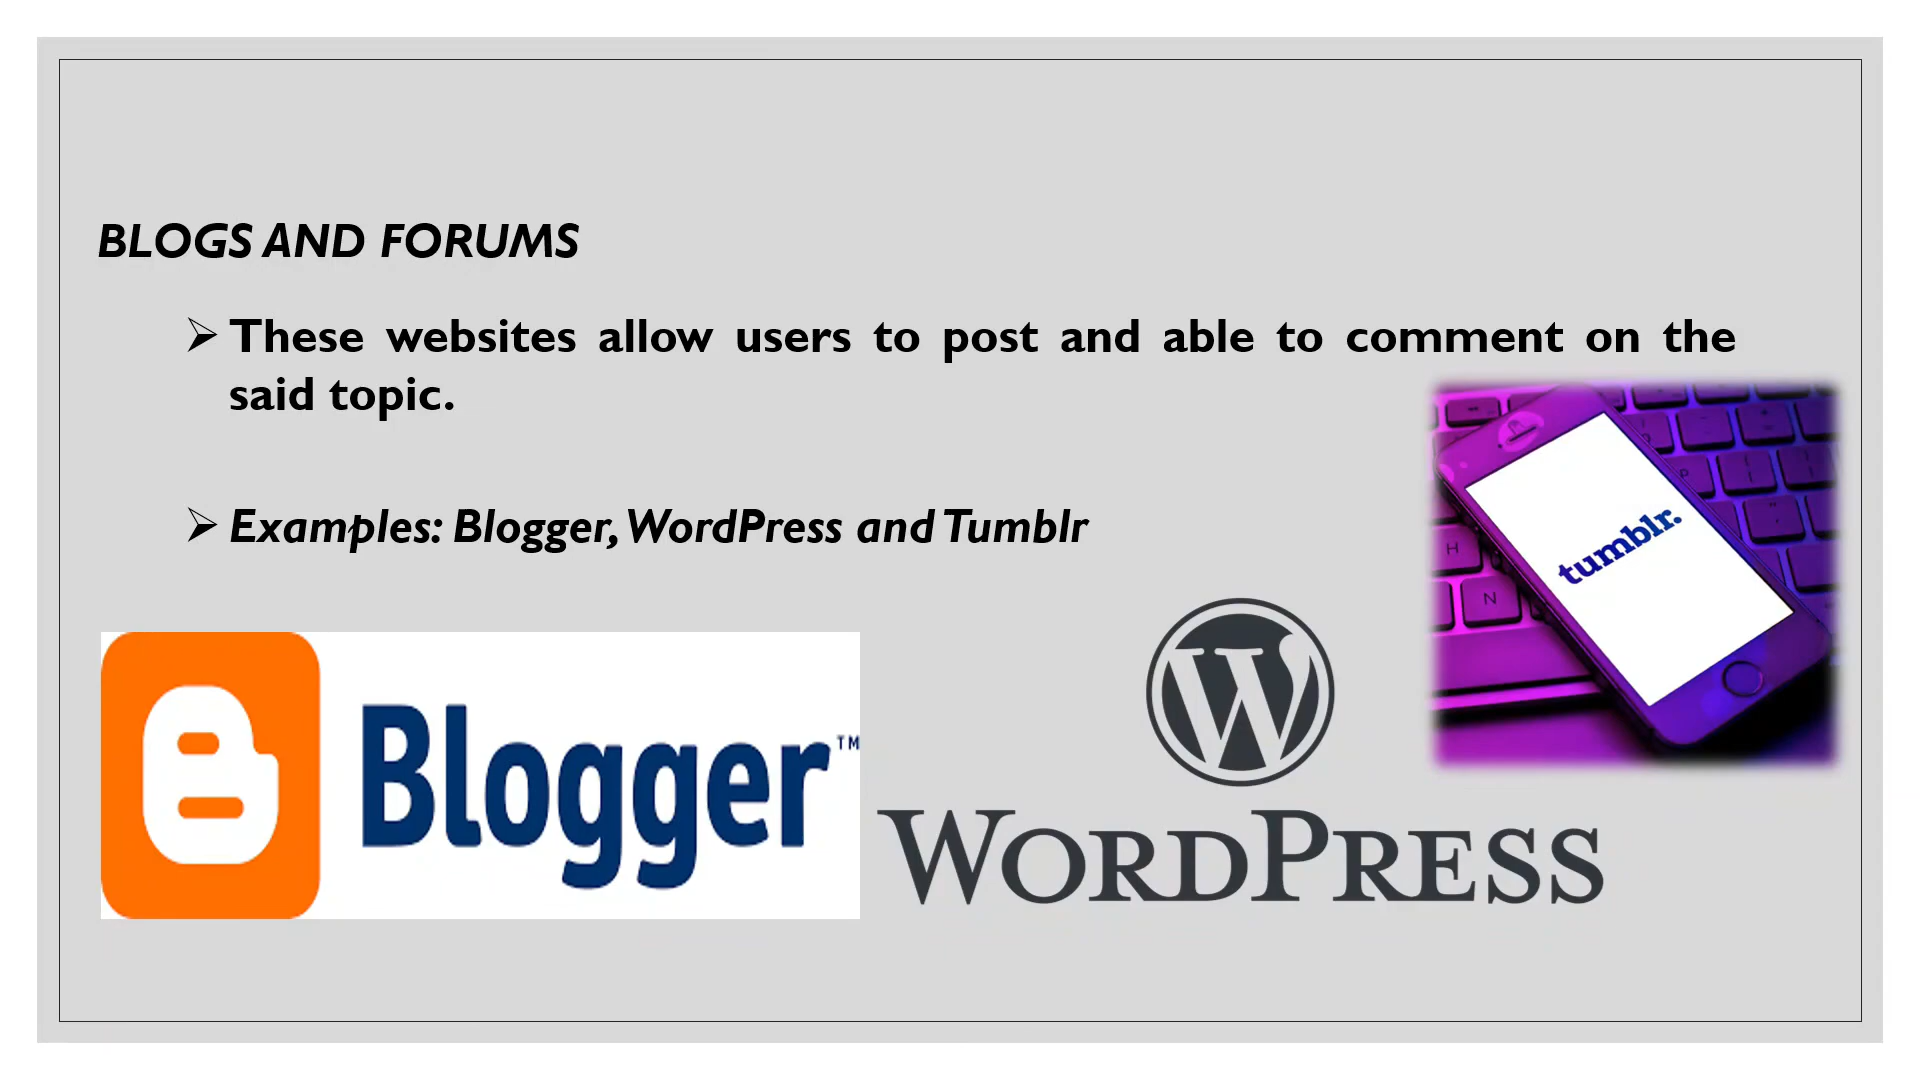 BLOGS AND FORUMS
➢ These websites allow users to post and able to comment on the
said topic.
➢ Examples: Blogger, WordPress and Tumblr
tumblr.
H
N
Blogger™
W
WORDPRESS